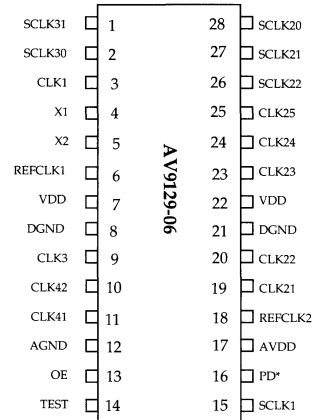 SCLK31 1 28 SCLK20
SCLK30 2 27 SCLK21
CLK1 3 26 SCLK22
X1 4 25 CLK25
X2 5 24 CLK24
REFCLK1 6 23 CLK23
VDD 7 22 VDD
DGND 8 21 DGND
CLK3 9 20 CLK22
CLK42 10 19 CLK21
CLK41 11 18 REFCLK2
AGND 12 17 AVDD
OE 13 16 PD*
TEST 14 15 SCLK1
AV9129-06